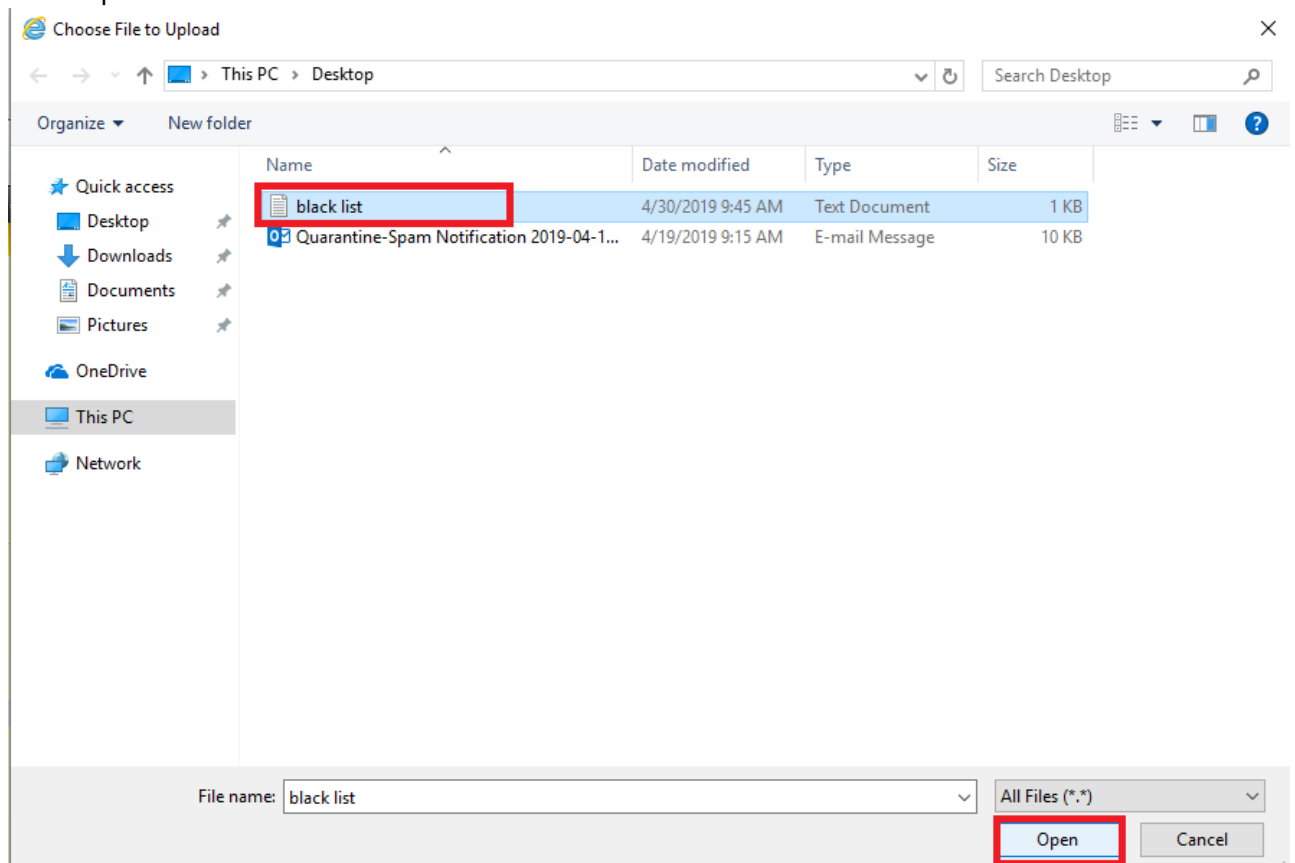 Choose File to Upload
This PC > Desktop
Search Desktop
Organize
New folder
Name
Date modified
Type
Size
Quick access
Desktop
Downloads
Documents
Pictures
OneDrive
This PC
Network
black list 4/30/2019 9:45 AM Text Document 1 KB
Quarantine-Spam Notification 2019-04-1... 4/19/2019 9:15 AM E-mail Message 10 KB
File name: black list
All Files (*.*)
Open
Cancel